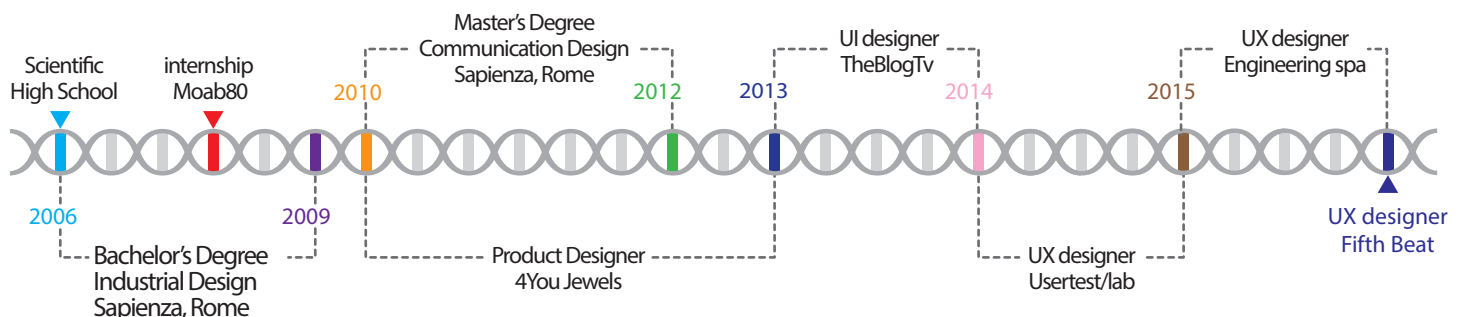 Scientific
High School
internship
Moab80
Master's Degree
Communication Design
Sapienza, Rome
UI designer
TheBlogTv
UX designer
Engineering spa
2010
2012
2013
2014
2015
2006
2009
Bachelor's Degree
Industrial Design
Sapienza, Rome
Product Designer
4You Jewels
UX designer
Usertest/lab
UX designer
Fifth Beat